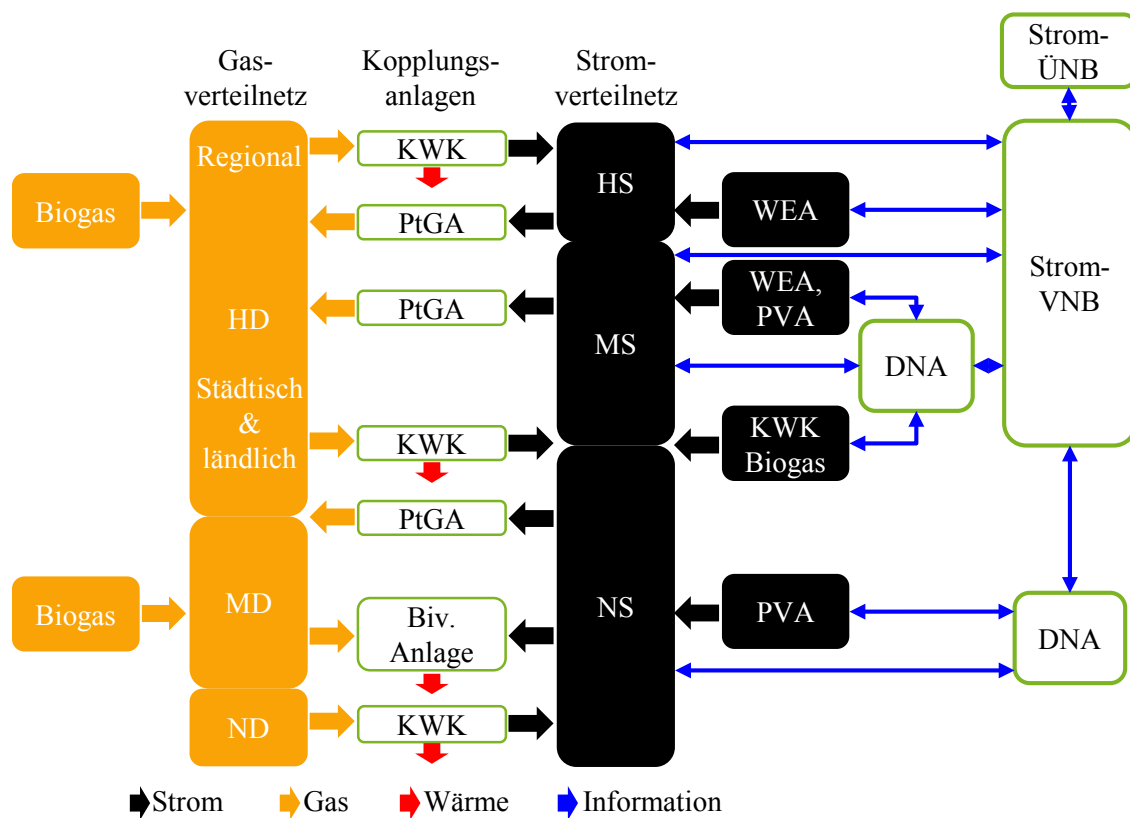 Strom-
ÜNB
Gas-
verteilnetz
Kopplungs-
anlagen
Strom-
verteilnetz
Regional
KWK
HS
Biogas
PtGA
WEA
Strom-
VNB
HD
PtGA
MS
WEA,
PVA
DNA
Städtisch
&
ländlich
KWK
KWK
Biogas
PtGA
Biogas
MD
Biv.
Anlage
NS
PVA
DNA
ND
KWK
Strom
Gas
Wärme
Information